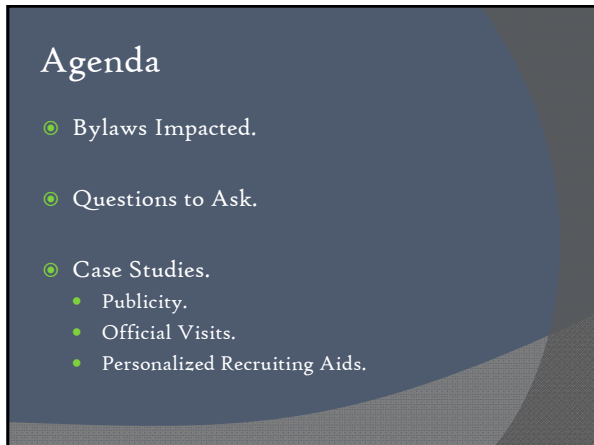 Agenda
Bylaws Impacted.
Questions to Ask.
Case Studies.
Publicity.
Official Visits.
Personalized Recruiting Aids.